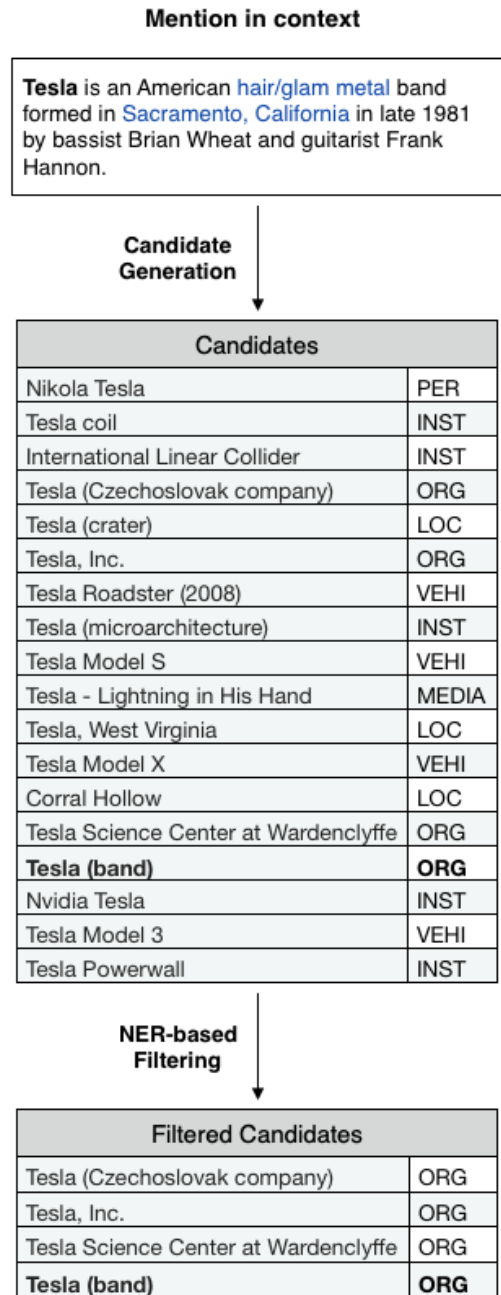 Mention in context
Tesla is an American hair/glam metal band
formed in Sacramento, California in late 1981
by bassist Brian Wheat and guitarist Frank
Hannon.
Candidate
Generation
Candidates
Nikola Tesla PER
Tesla coil INST
International Linear Collider INST
Tesla (Czechoslovak company) ORG
Tesla (crater) LOC
Tesla, Inc. ORG
Tesla Roadster (2008) VEHI
Tesla (microarchitecture) INST
Tesla Model S VEHI
Tesla - Lightning in His Hand MEDIA
Tesla, West Virginia LOC
Tesla Model X VEHI
Corral Hollow LOC
Tesla Science Center at Wardenclyffe ORG
Tesla (band) ORG
Nvidia Tesla INST
Tesla Model 3 VEHI
Tesla Powerwall INST
NER-based
Filtering
Filtered Candidates
Tesla (Czechoslovak company) ORG
Tesla, Inc. ORG
Tesla Science Center at Wardenclyffe ORG
Tesla (band) ORG